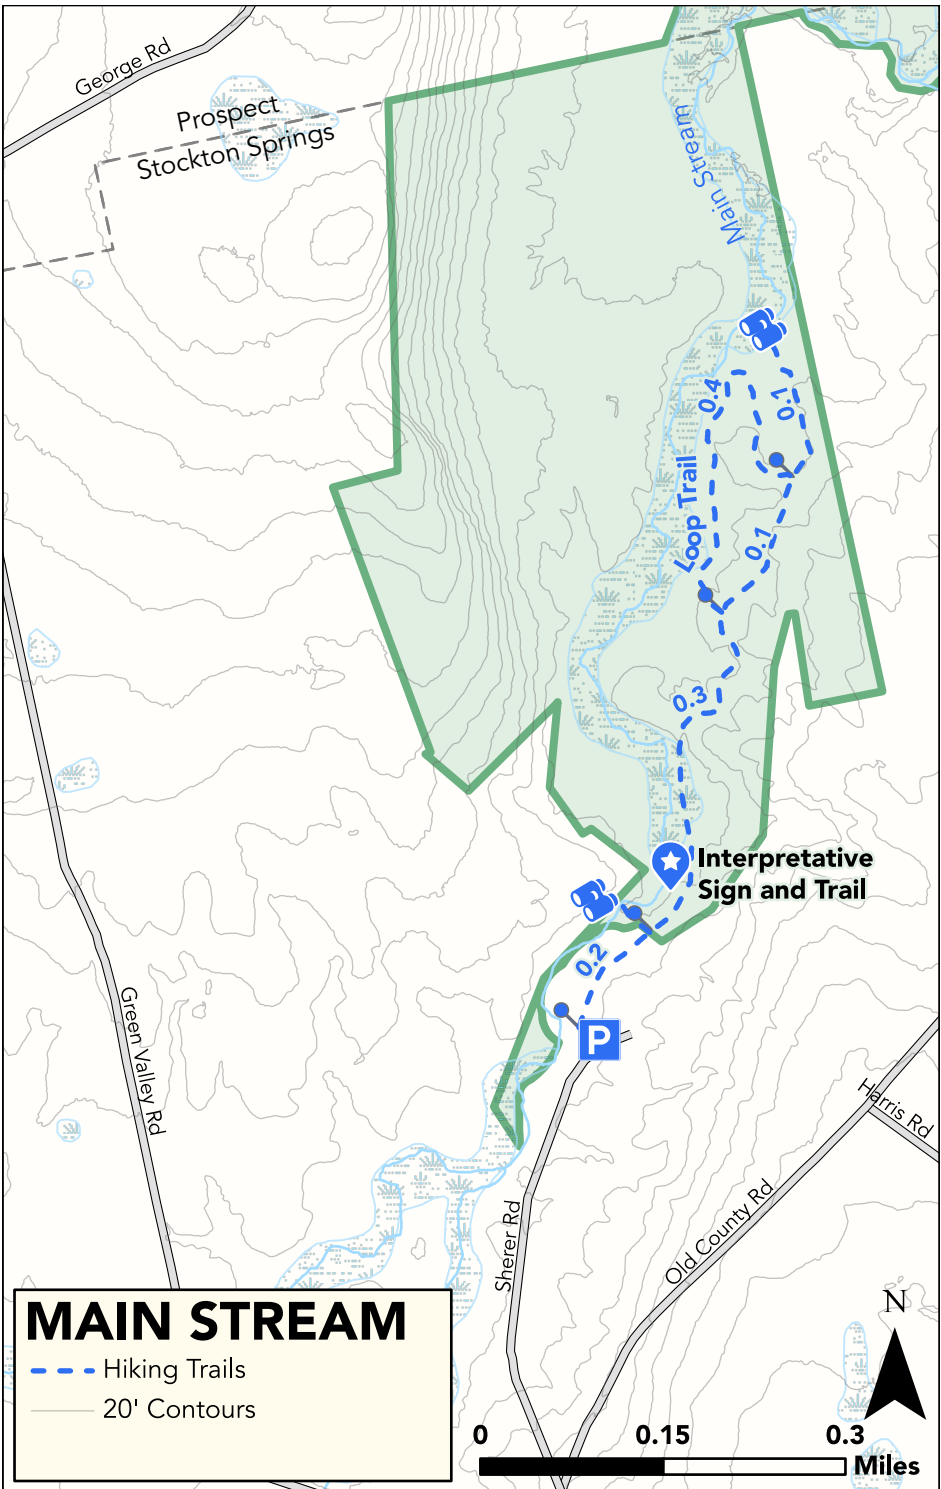 George Rd
Prospect
Stockton Springs
Main Stream
0.4
0.1
Loop Trail
0.1
0.3
Interpretative
Sign and Trail
0.2
P
Green Valley Rd
Harris Rd
Old County Rd
Sherer Rd
N
MAIN STREAM
Hiking Trails
20' Contours
0 0.15 0.3
Miles